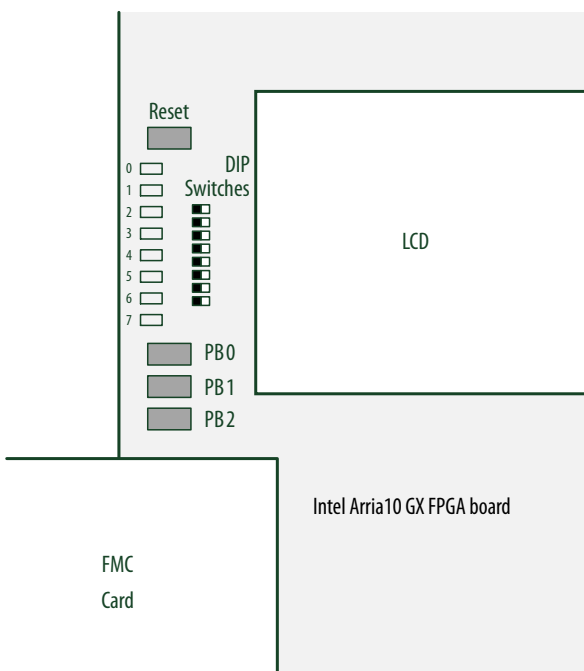 Reset
0
DIP
1
Switches
2
3
4
5
6
7
LCD
PB0
PB1
PB2
Intel Arria10 GX FPGA board
FMC
Card